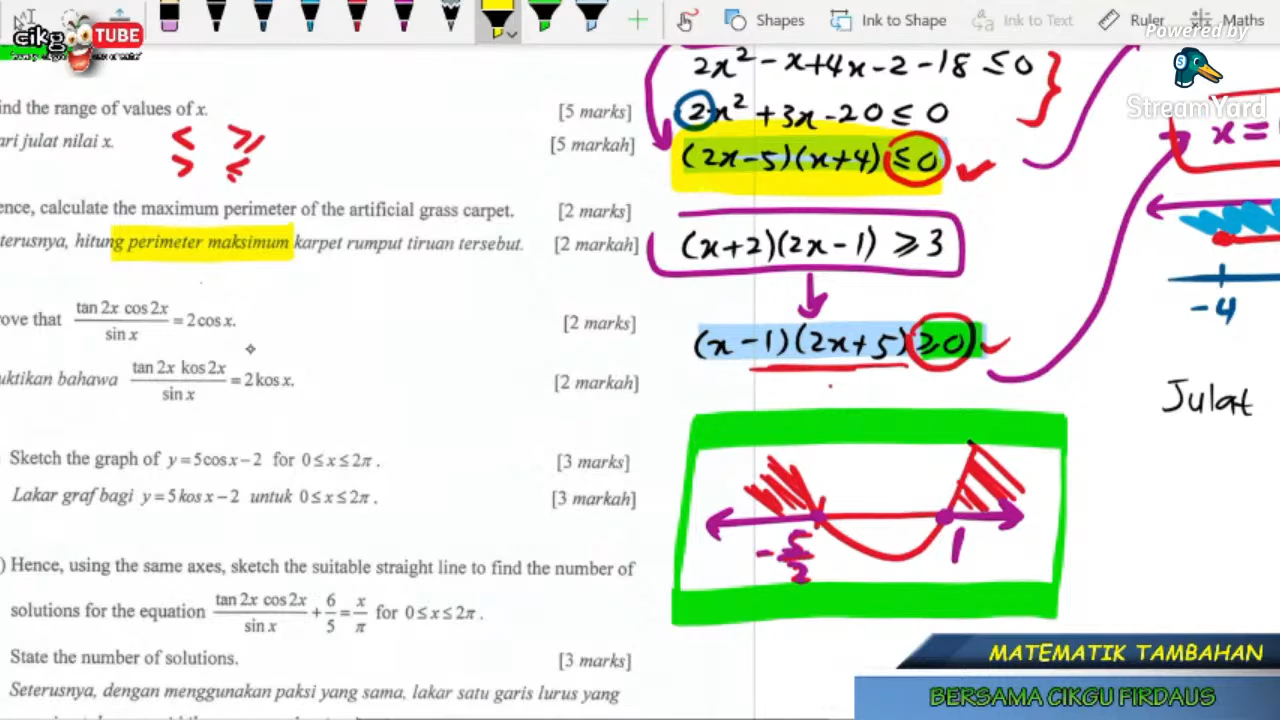 Shapes
Ink to Shape
Ink to Text
Ruler
Maths
cikg TUBE
Powered by
StreamYard
ind the range of values of x. [5 marks]
ari julat nilai x. [5 markah]
< ≥
> ≤
ence, calculate the maximum perimeter of the artificial grass carpet. [2 marks]
terusnya, hitung perimeter maksimum karpet rumput tiruan tersebut. [2 markah]
ove that tan 2x cos 2x / sin x = 2 cos x. [2 marks]
uktikan bahawa tan 2x kos 2x / sin x = 2 kos x. [2 markah]
Sketch the graph of y = 5cos x − 2 for 0 ≤ x ≤ 2π. [3 marks]
Lakar graf bagi y = 5 kos x − 2 untuk 0 ≤ x ≤ 2π. [3 markah]
) Hence, using the same axes, sketch the suitable straight line to find the number of
solutions for the equation tan 2x cos 2x / sin x + 6/5 = x/π for 0 ≤ x ≤ 2π.
State the number of solutions. [3 marks]
Seterusnya, dengan menggunakan paksi yang sama, lakar satu garis lurus yang
2x² − x + 4x − 2 − 18 ≤ 0
2x² + 3x − 20 ≤ 0
(2x − 5)(x + 4) ≤ 0
(x + 2)(2x − 1) ≥ 3
(x − 1)(2x + 5) ≥ 0)
−5/2
1
x =
−4
Julat
MATEMATIK TAMBAHAN
BERSAMA CIKGU FIRDAUS